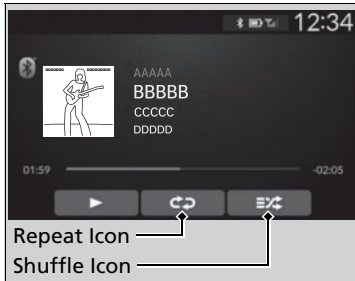 12:34
AAAAA
BBBBB
CCCCC
DDDDD
01:59
-02:05
Repeat Icon
Shuffle Icon